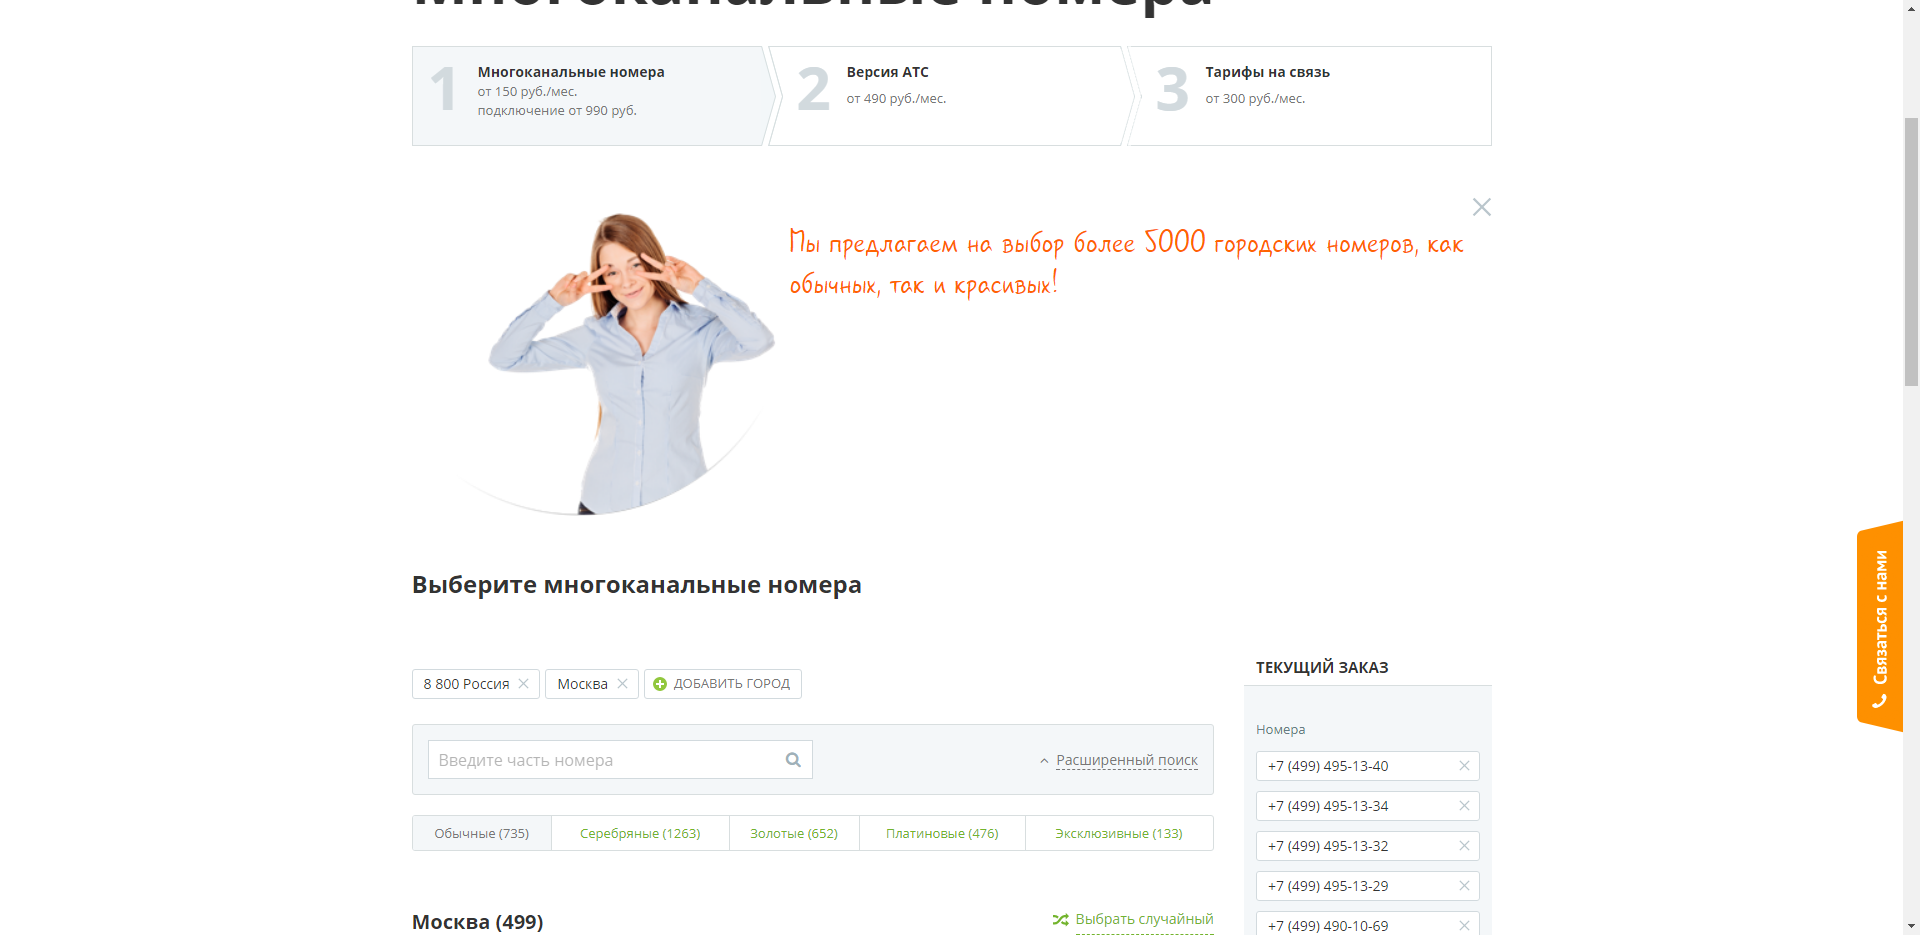 Многоканальные номера
1
Многоканальные номера
от 150 руб./мес.
подключение от 990 руб.
2
Версия АТС
от 490 руб./мес.
3
Тарифы на связь
от 300 руб./мес.
Мы предлагаем на выбор более 5000 городских номеров, как
обычных, так и красивых!
Выберите многоканальные номера
8 800 Россия
Москва
ДОБАВИТЬ ГОРОД
Введите часть номера
Расширенный поиск
Обычные (735)
Серебряные (1263)
Золотые (652)
Платиновые (476)
Эксклюзивные (133)
Москва (499)
Выбрать случайный
ТЕКУЩИЙ ЗАКАЗ
Номера
+7 (499) 495-13-40
+7 (499) 495-13-34
+7 (499) 495-13-32
+7 (499) 495-13-29
+7 (499) 490-10-69
Связаться с нами